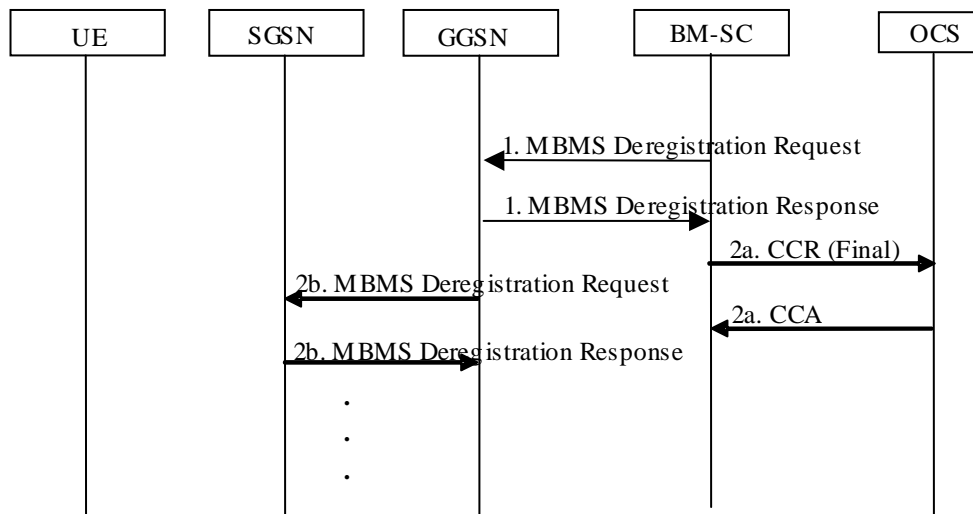 UE
SGSN
GGSN
BM-SC
OCS
1. MBMS Deregistration Request
1. MBMS Deregistration Response
2a. CCR (Final)
2b. MBMS Deregistration Request
2a. CCA
2b. MBMS Deregistration Response
.
.
.